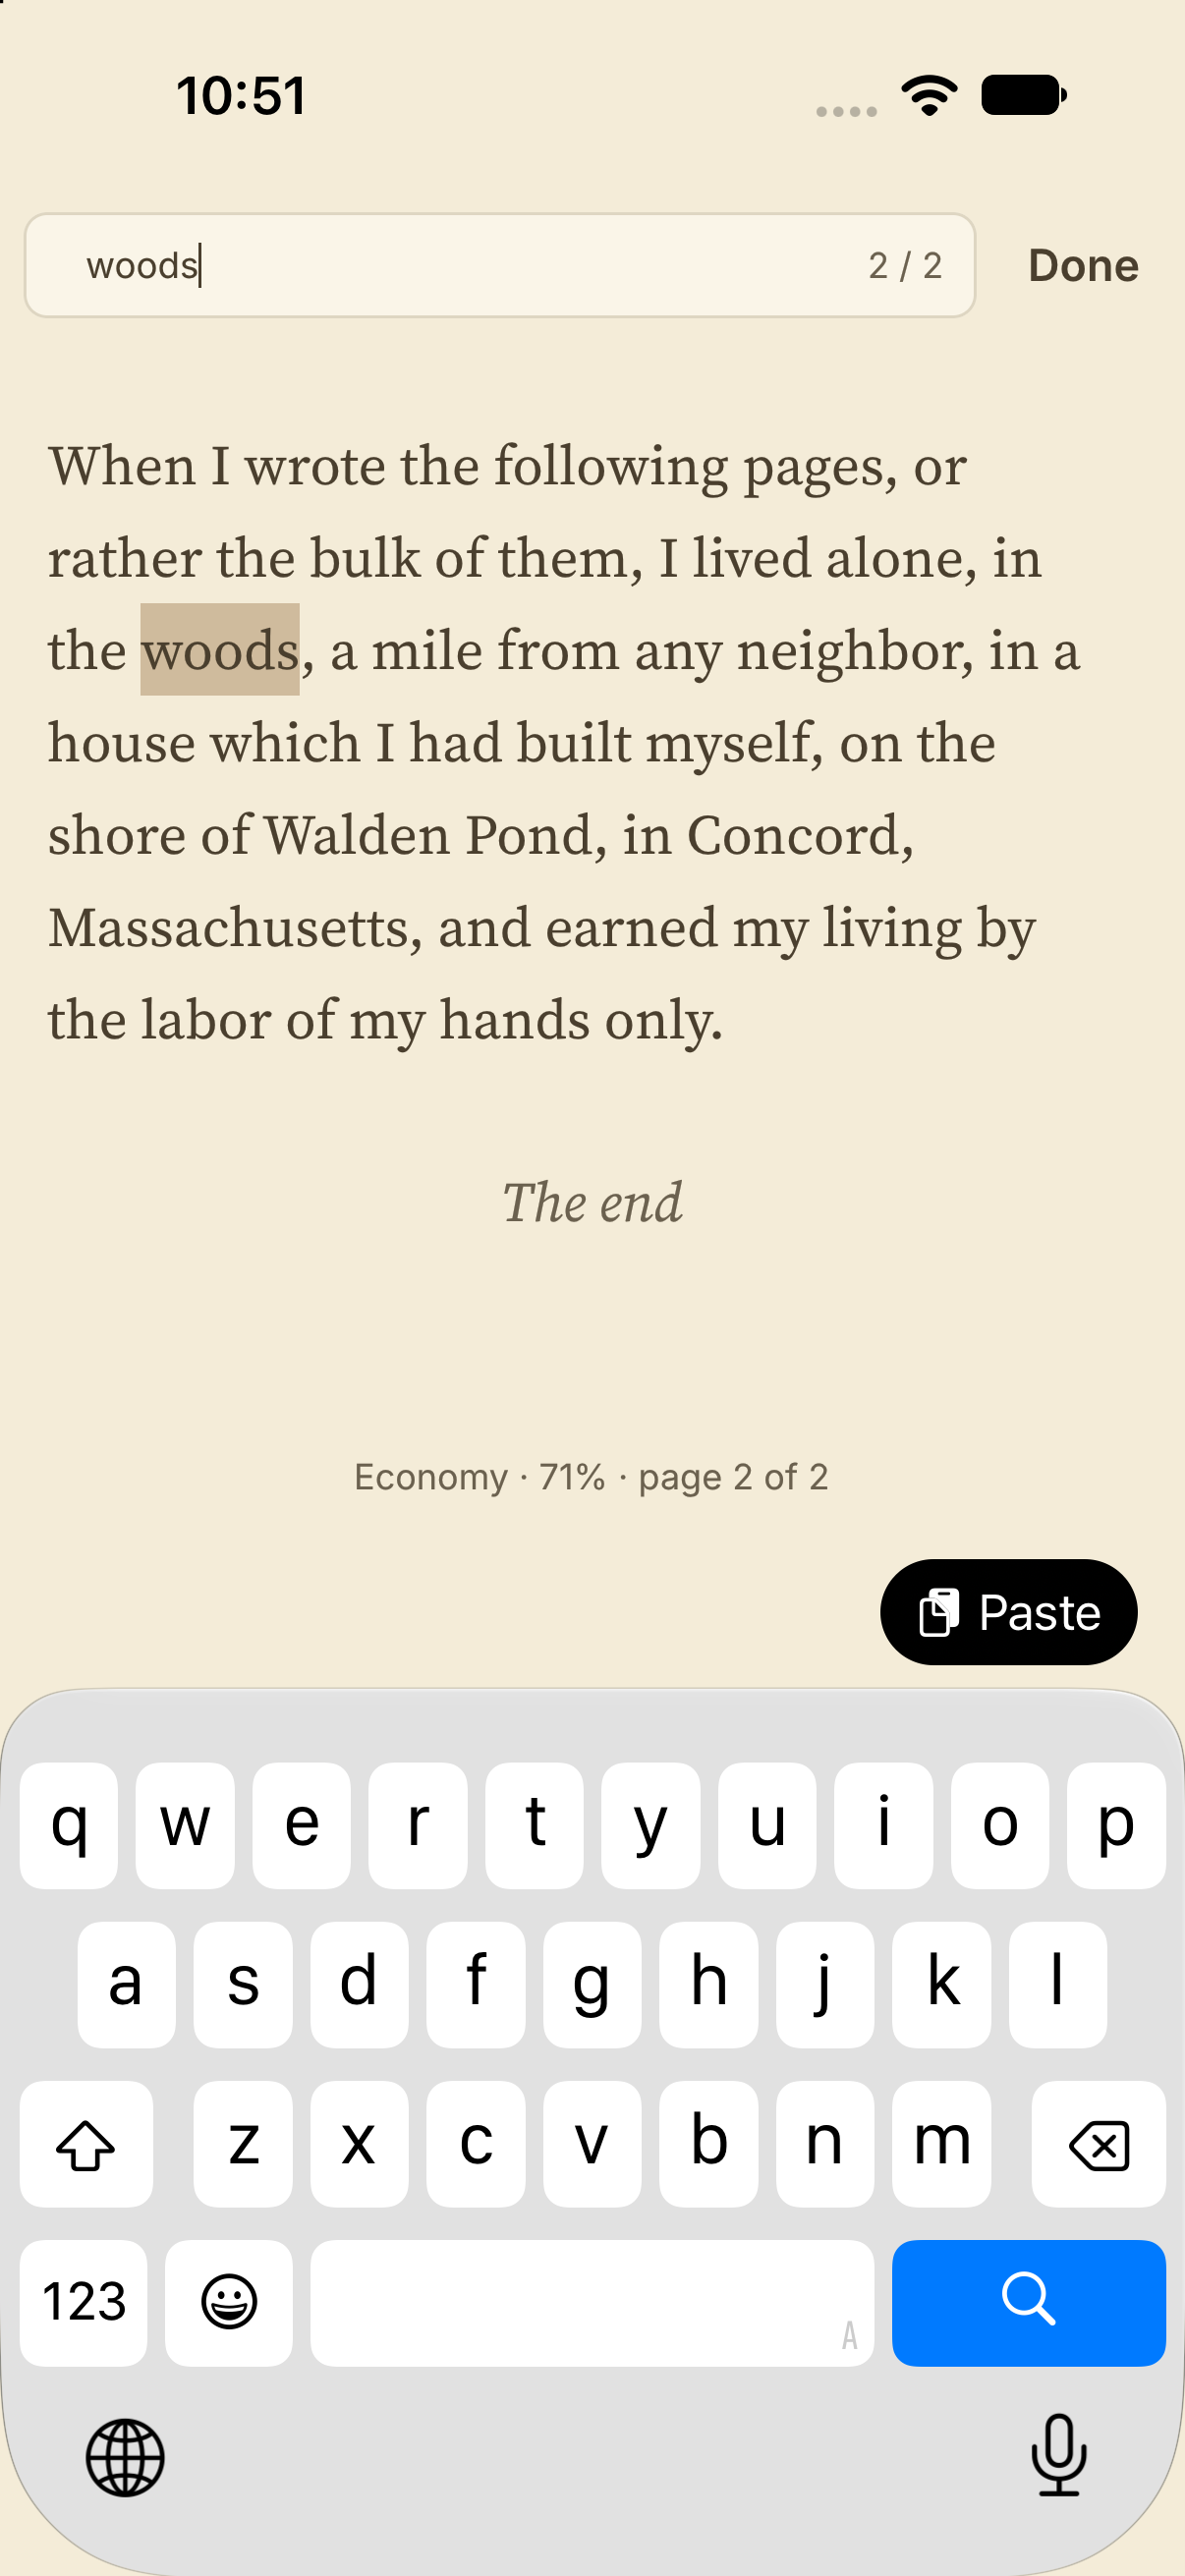 10:51
woods 2 / 2 Done
When I wrote the following pages, or
rather the bulk of them, I lived alone, in
the woods, a mile from any neighbor, in a
house which I had built myself, on the
shore of Walden Pond, in Concord,
Massachusetts, and earned my living by
the labor of my hands only.
The end
Economy · 71% · page 2 of 2
Paste
q w e r t y u i o p
a s d f g h j k l
z x c v b n m
123 A